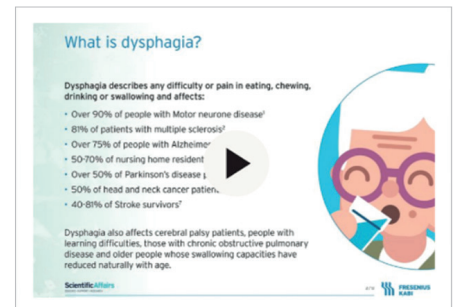 What is dysphagia?
Dysphagia describes any difficulty or pain in eating, chewing,
drinking or swallowing and affects:
• Over 90% of people with Motor neurone disease¹
• 81% of patients with multiple sclerosis²
• Over 75% of people with
• 50-70% of nursing home
• Over 50% of Parkinson's disease
• 50% of head and neck cancer
• 40-81% of Stroke survivors⁷
Dysphagia also affects cerebral palsy patients, people with
learning difficulties, those with chronic obstructive pulmonary
disease and older people whose swallowing capacities have
reduced naturally with age.
Scientific Affairs
FRESENIUS
KABI